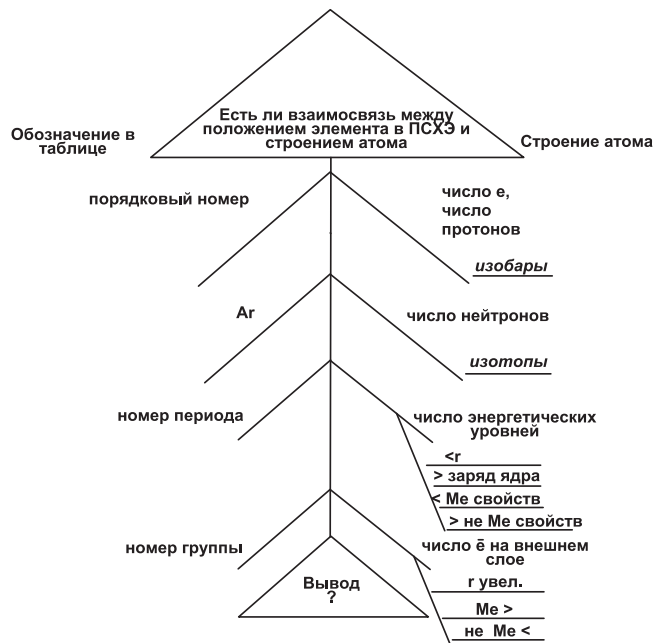 Есть ли взаимосвязь между
положением элемента в ПСХЭ и
строением атома
Обозначение в
таблице
Строение атома
порядковый номер
число е,
число
протонов
изобары
Ar
число нейтронов
изотопы
номер периода
число энергетических
уровней
<r
> заряд ядра
< Ме свойств
> не Ме свойств
номер группы
число ē на внешнем
слое
r увел.
Ме >
не Ме <
Вывод
?